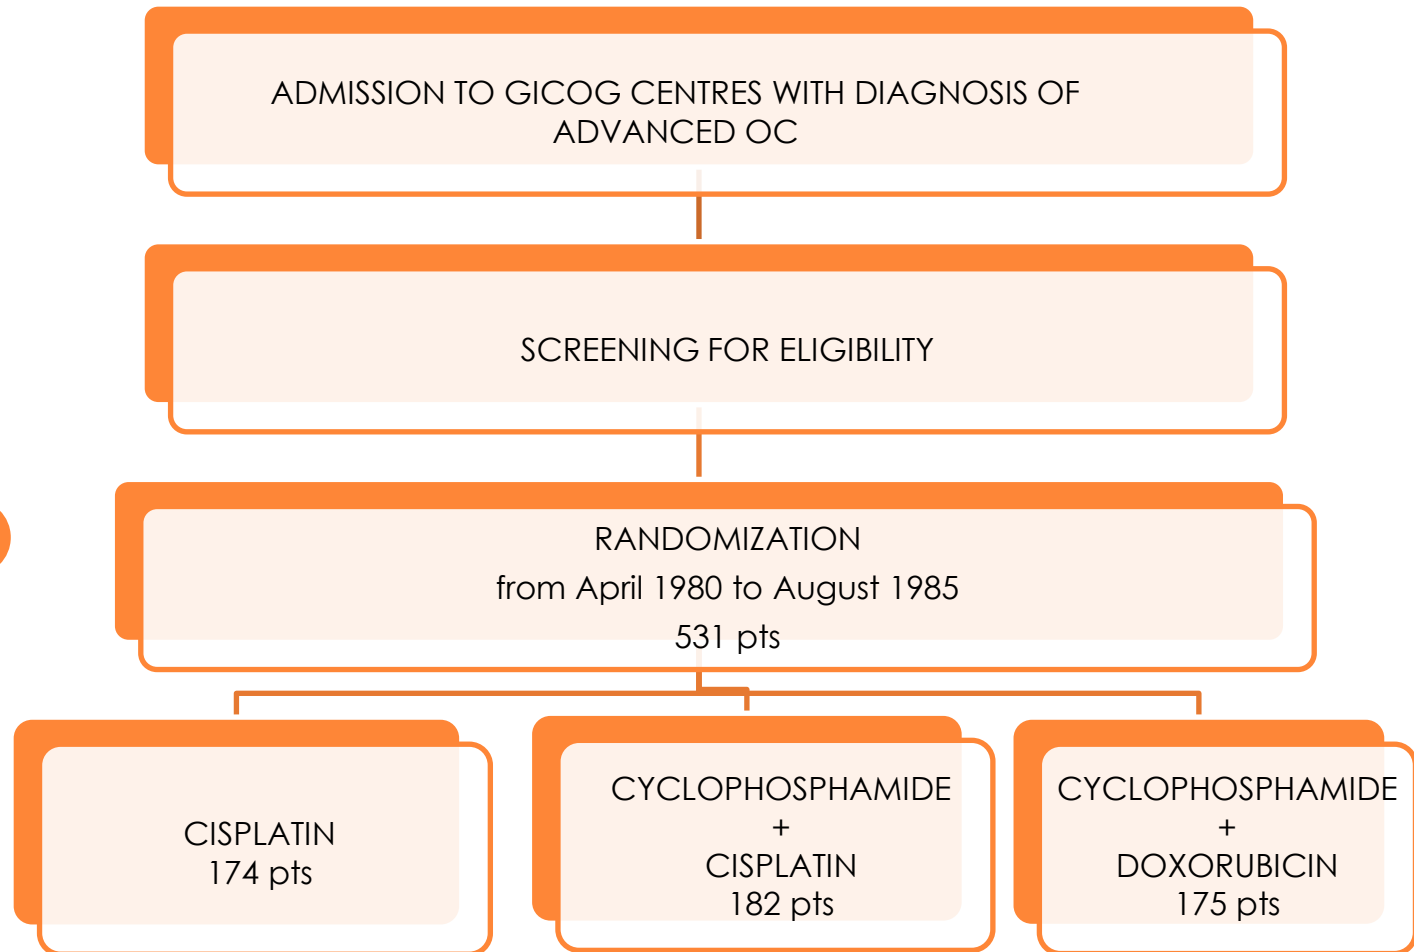 ADMISSION TO GICOG CENTRES WITH DIAGNOSIS OF
ADVANCED OC
SCREENING FOR ELIGIBILITY
RANDOMIZATION
from April 1980 to August 1985
531 pts
CISPLATIN
174 pts
CYCLOPHOSPHAMIDE
+
CISPLATIN
182 pts
CYCLOPHOSPHAMIDE
+
DOXORUBICIN
175 pts